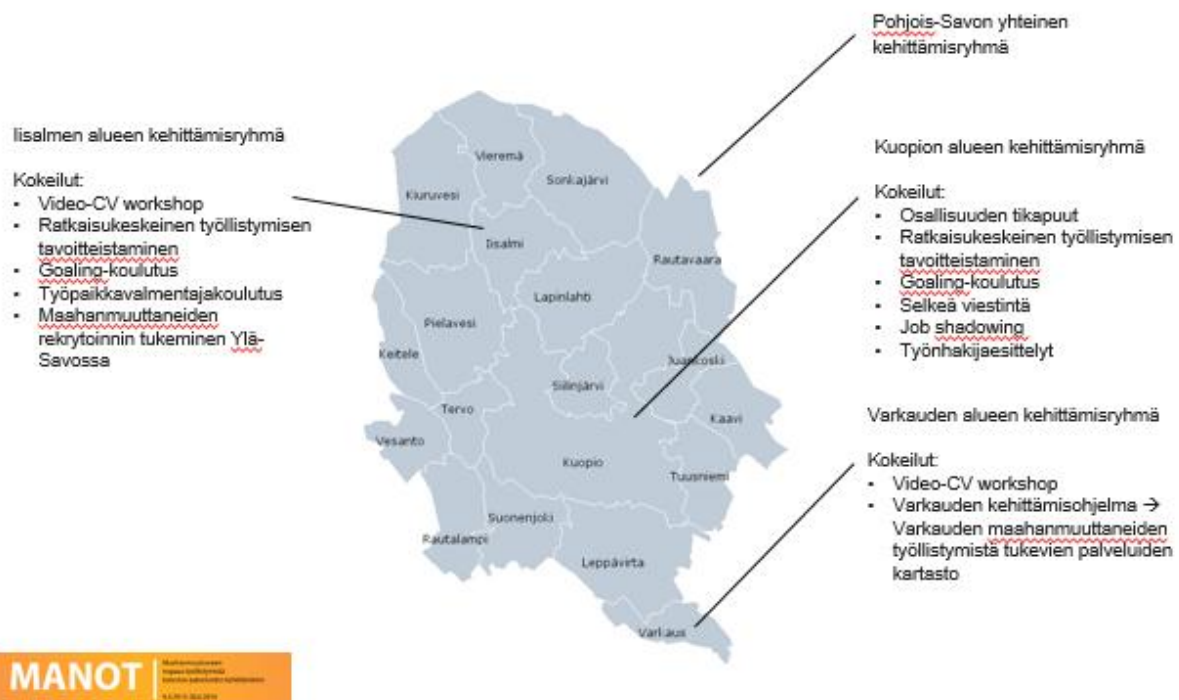 Pohjois-Savon yhteinen
kehittämisryhmä
Iisalmen alueen kehittämisryhmä
Kokeilut:
• Video-CV workshop
• Ratkaisukeskeinen työllistymisen
tavoitteistaminen
• Goaling-koulutus
• Työpaikkavalmentajakoulutus
• Maahanmuuttaneiden
rekrytoinnin tukeminen Ylä-
Savossa
Kuopion alueen kehittämisryhmä
Kokeilut:
• Osallisuuden tikapuut
• Ratkaisukeskeinen työllistymisen
tavoitteistaminen
• Goaling-koulutus
• Selkeä viestintä
• Job shadowing
• Työnhakijaesittelyt
Varkauden alueen kehittämisryhmä
Kokeilut:
• Video-CV workshop
• Varkauden kehittämisohjelma →
Varkauden maahanmuuttaneiden
työllistymistä tukevien palveluiden
kartasto
Vieremä
Kiuruvesi
Sonkajärvi
Iisalmi
Rautavaara
Lapinlahti
Pielavesi
Keitele
Juankoski
Siilinjärvi
Tervo
Kaavi
Vesanto
Kuopio
Tuusniemi
Suonenjoki
Rautalampi
Leppävirta
Varkaus
MANOT